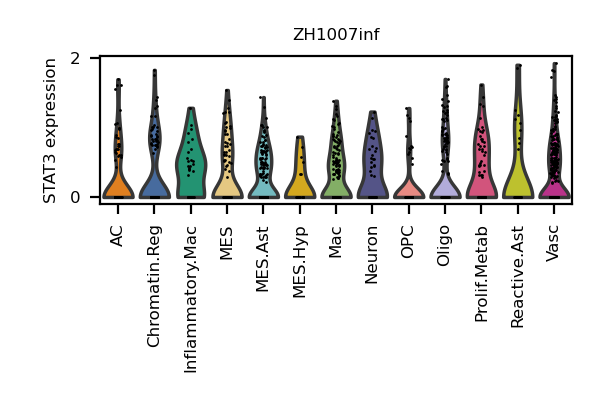 ZH1007inf
STAT3 expression
2
0
AC
Chromatin.Reg
Inflammatory.Mac
MES
MES.Ast
MES.Hyp
Mac
Neuron
OPC
Oligo
Prolif.Metab
Reactive.Ast
Vasc